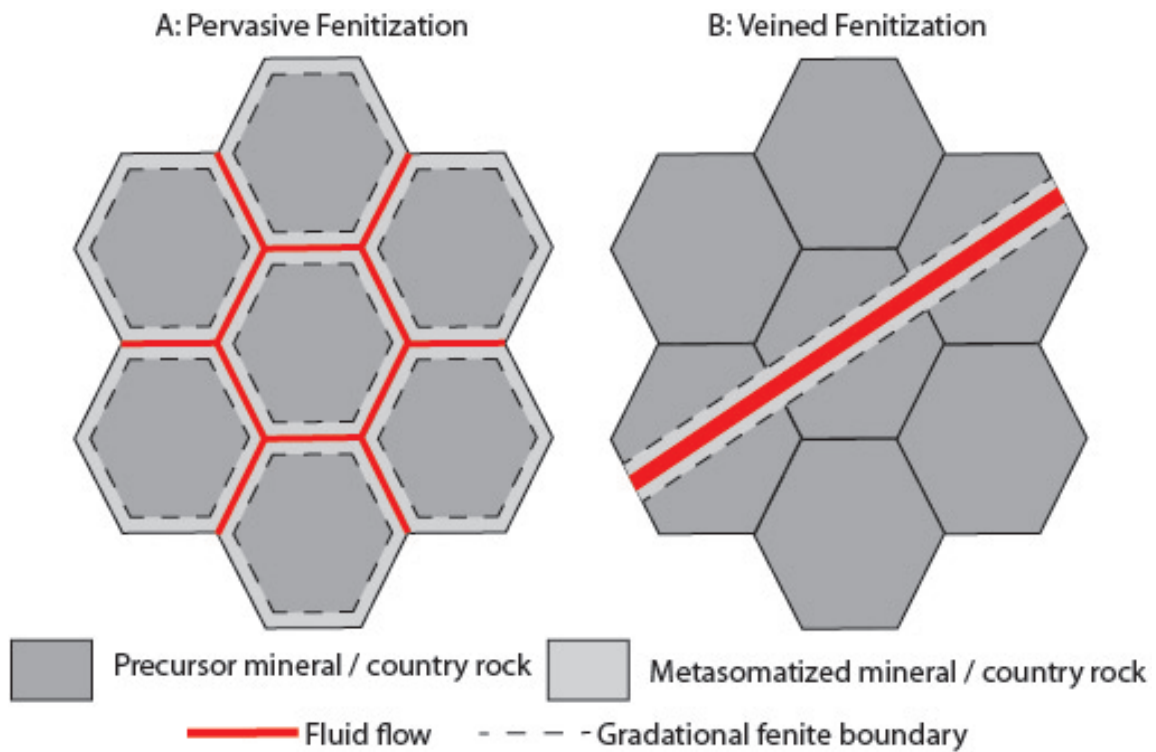 A: Pervasive Fenitization
B: Veined Fenitization
Precursor mineral / country rock
Metasomatized mineral / country rock
Fluid flow
Gradational fenite boundary